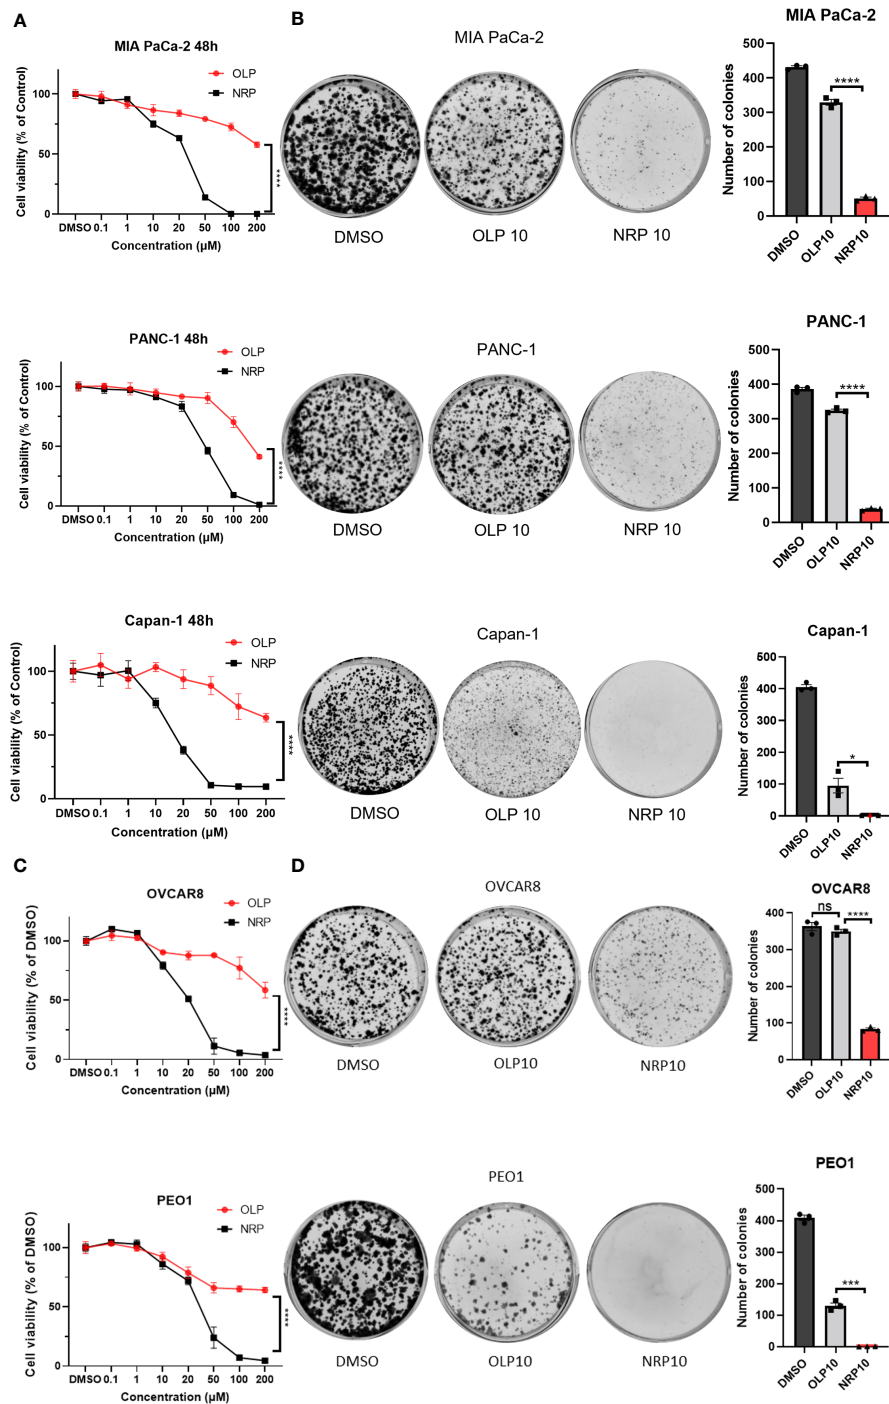 A
MIA PaCa-2 48h
OLP
NRP
Cell viability (% of Control)
100
50
0
DMSO 0.1 1 10 20 50 100 200
Concentration (µM)
****
B
MIA PaCa-2
DMSO
OLP 10
NRP 10
MIA PaCa-2
Number of colonies
500
400
300
200
100
0
****
DMSO
OLP10
NRP10
PANC-1 48h
OLP
NRP
Cell viability (% of Control)
100
50
0
DMSO 0.1 1 10 20 50 100 200
Concentration (µM)
****
PANC-1
DMSO
OLP 10
NRP 10
PANC-1
Number of colonies
500
400
300
200
100
0
****
DMSO
OLP10
NRP10
Capan-1 48h
OLP
NRP
Cell viability (% of Control)
100
50
0
DMSO 0.1 1 10 20 50 100 200
Concentration (µM)
****
Capan-1
DMSO
OLP 10
NRP 10
Capan-1
Number of colonies
500
400
300
200
100
0
*
DMSO
OLP10
NRP10
C
OVCAR8
OLP
NRP
Cell viability (% of DMSO)
100
50
0
DMSO 0.1 1 10 20 50 100 200
Concentration (µM)
****
D
OVCAR8
DMSO
OLP10
NRP10
OVCAR8
Number of colonies
400
300
200
100
0
ns ****
DMSO
OLP10
NRP10
PEO1
OLP
NRP
Cell viability (% of DMSO)
100
50
0
DMSO 0.1 1 10 20 50 100 200
Concentration (µM)
****
PEO1
DMSO
OLP10
NRP10
PEO1
Number of colonies
500
400
300
200
100
0
***
DMSO
OLP10
NRP10